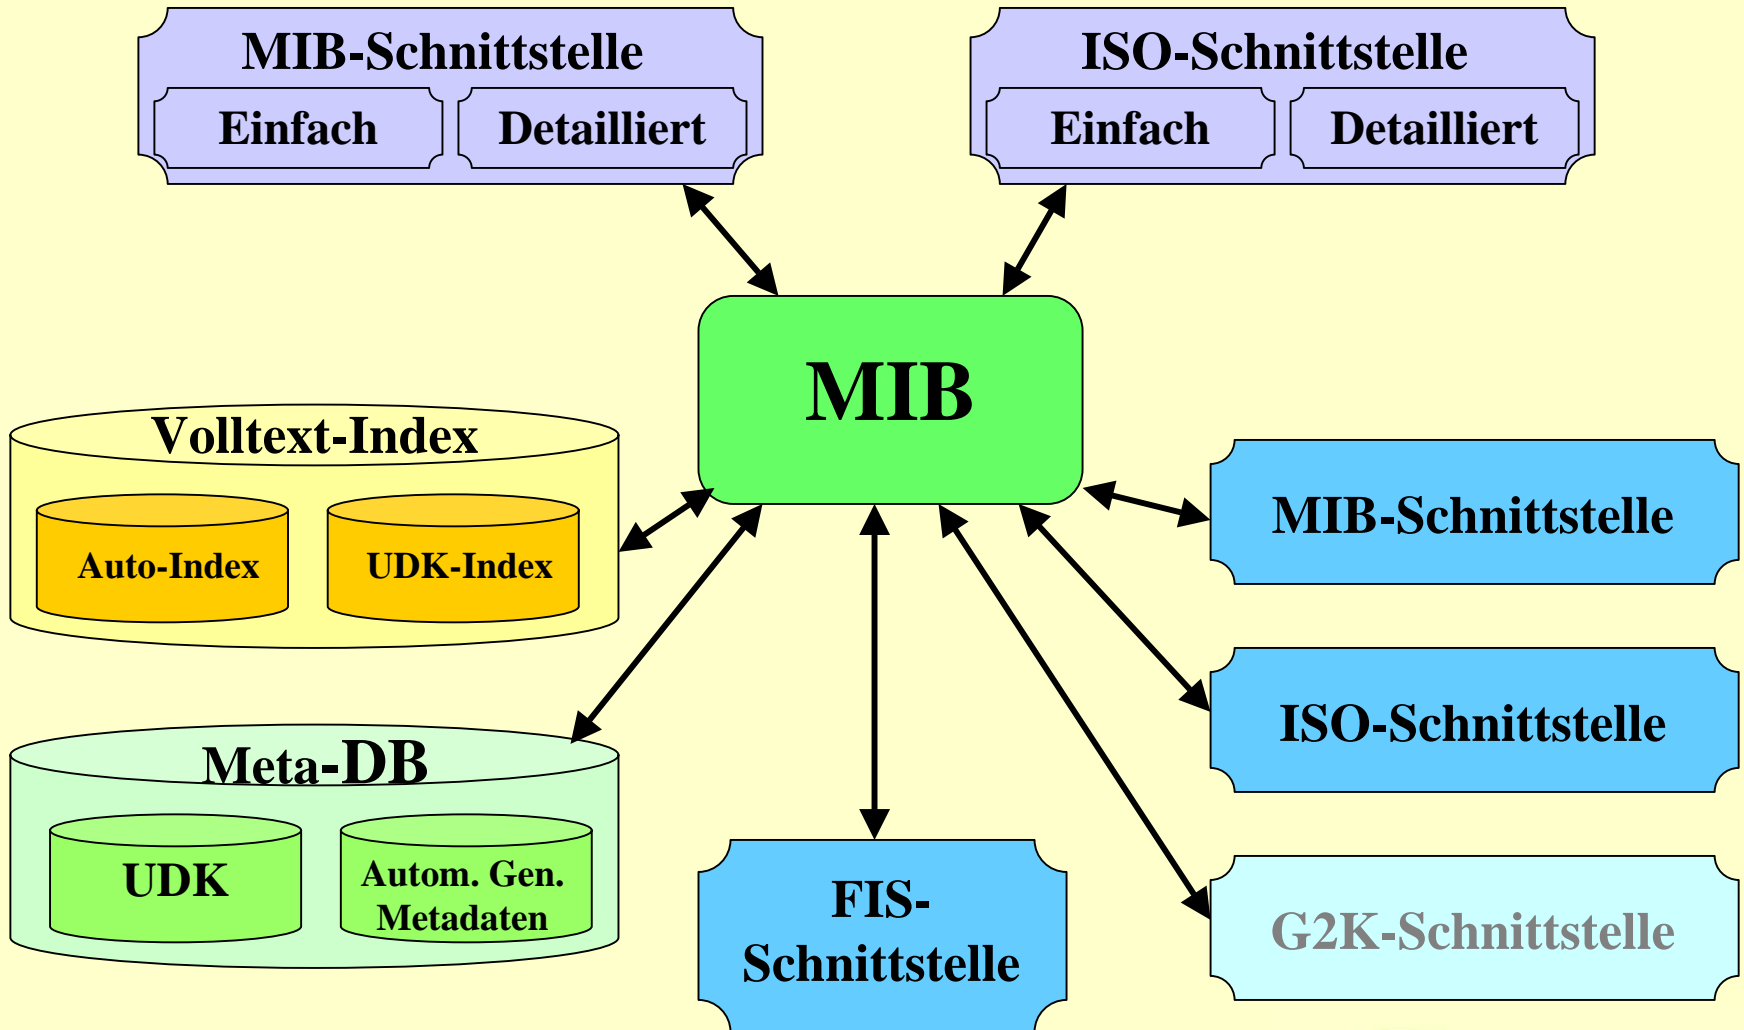 MIB-Schnittstelle
Einfach
Detailliert
ISO-Schnittstelle
Einfach
Detailliert
MIB
Volltext-Index
Auto-Index
UDK-Index
MIB-Schnittstelle
ISO-Schnittstelle
Meta-DB
UDK
Autom. Gen.
Metadaten
FIS-
Schnittstelle
G2K-Schnittstelle